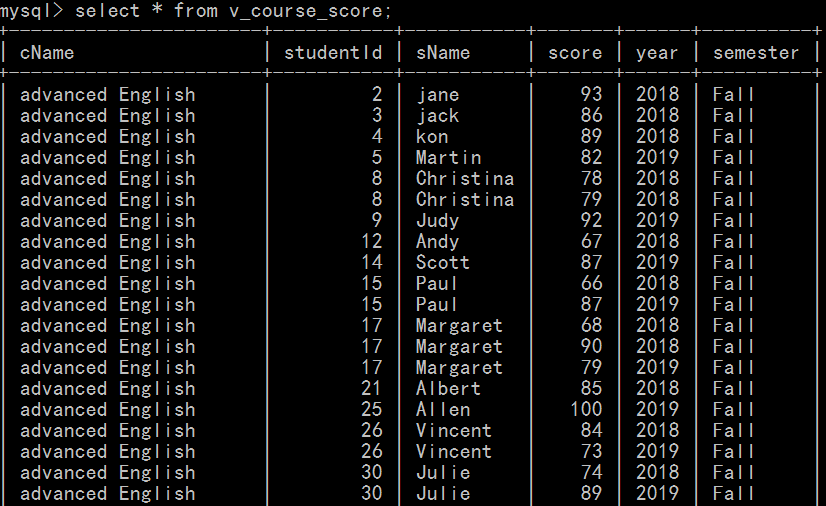 mysql> select * from v_course_score;
+------------------------+-----------+-----------+-------+------+----------+
| cName | studentId | sName | score | year | semester |
+------------------------+-----------+-----------+-------+------+----------+
| advanced English | 2 | jane | 93 | 2018 | Fall |
| advanced English | 3 | jack | 86 | 2018 | Fall |
| advanced English | 4 | kon | 89 | 2018 | Fall |
| advanced English | 5 | Martin | 82 | 2019 | Fall |
| advanced English | 8 | Christina | 78 | 2018 | Fall |
| advanced English | 8 | Christina | 79 | 2018 | Fall |
| advanced English | 9 | Judy | 92 | 2019 | Fall |
| advanced English | 12 | Andy | 67 | 2018 | Fall |
| advanced English | 14 | Scott | 87 | 2019 | Fall |
| advanced English | 15 | Paul | 66 | 2018 | Fall |
| advanced English | 15 | Paul | 87 | 2019 | Fall |
| advanced English | 17 | Margaret | 68 | 2018 | Fall |
| advanced English | 17 | Margaret | 90 | 2018 | Fall |
| advanced English | 17 | Margaret | 79 | 2019 | Fall |
| advanced English | 21 | Albert | 85 | 2018 | Fall |
| advanced English | 25 | Allen | 100 | 2019 | Fall |
| advanced English | 26 | Vincent | 84 | 2018 | Fall |
| advanced English | 26 | Vincent | 73 | 2019 | Fall |
| advanced English | 30 | Julie | 74 | 2018 | Fall |
| advanced English | 30 | Julie | 89 | 2019 | Fall |